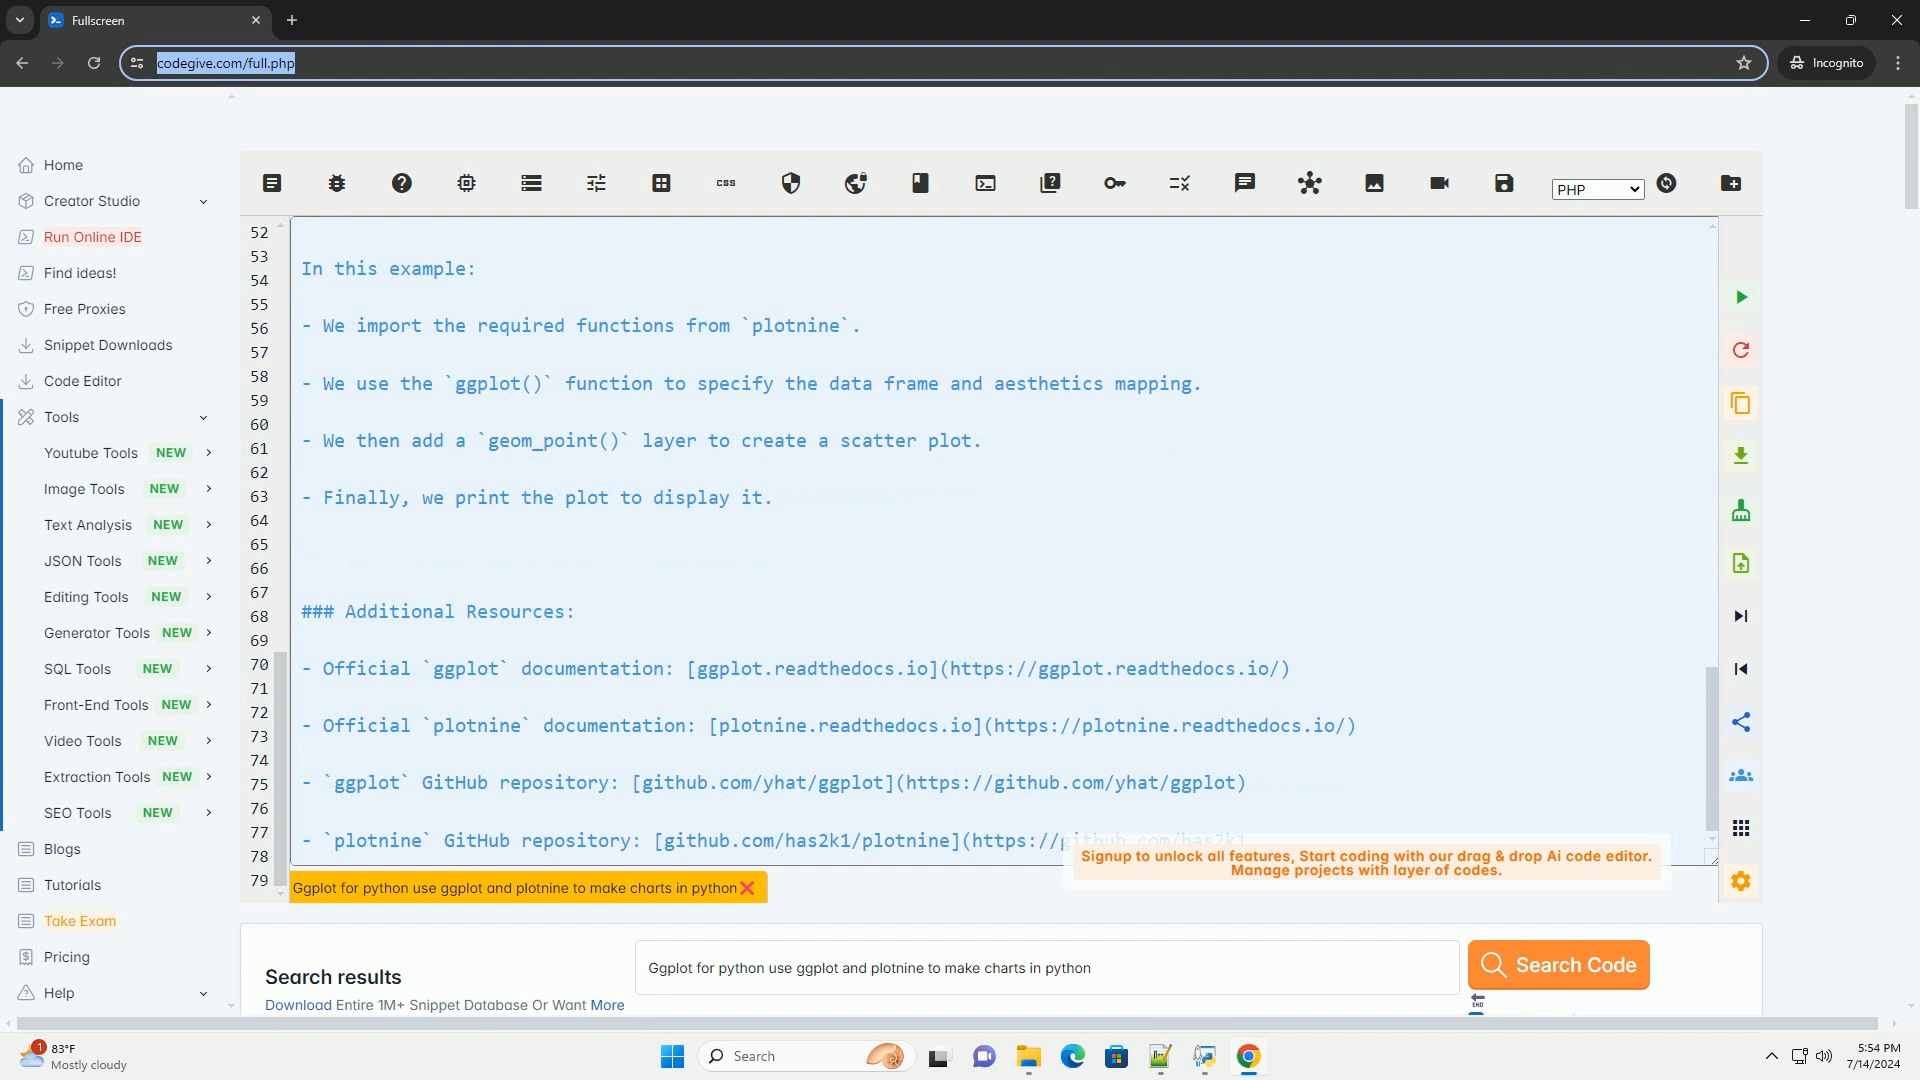 Fullscreen
codegive.com/full.php
Incognito
Home
Creator Studio
Run Online IDE
Find ideas!
Free Proxies
Snippet Downloads
Code Editor
Tools
Youtube Tools NEW
Image Tools NEW
Text Analysis NEW
JSON Tools NEW
Editing Tools NEW
Generator Tools NEW
SQL Tools NEW
Front-End Tools NEW
Video Tools NEW
Extraction Tools NEW
SEO Tools NEW
Blogs
Tutorials
Take Exam
Pricing
Help
css
PHP
52
53
54
55
56
57
58
59
60
61
62
63
64
65
66
67
68
69
70
71
72
73
74
75
76
77
78
79
In this example:
- We import the required functions from `plotnine`.
- We use the `ggplot()` function to specify the data frame and aesthetics mapping.
- We then add a `geom_point()` layer to create a scatter plot.
- Finally, we print the plot to display it.
### Additional Resources:
- Official `ggplot` documentation: [ggplot.readthedocs.io](https://ggplot.readthedocs.io/)
- Official `plotnine` documentation: [plotnine.readthedocs.io](https://plotnine.readthedocs.io/)
- `ggplot` GitHub repository: [github.com/yhat/ggplot](https://github.com/yhat/ggplot)
- `plotnine` GitHub repository: [github.com/has2k1/plotnine](https://github.com/has2k1
Signup to unlock all features, Start coding with our drag & drop Ai code editor.
Manage projects with layer of codes.
Ggplot for python use ggplot and plotnine to make charts in python
Search results
Download Entire 1M+ Snippet Database Or Want More
Ggplot for python use ggplot and plotnine to make charts in python
Search Code
END
1
83°F
Mostly cloudy
Search
5:54 PM
7/14/2024